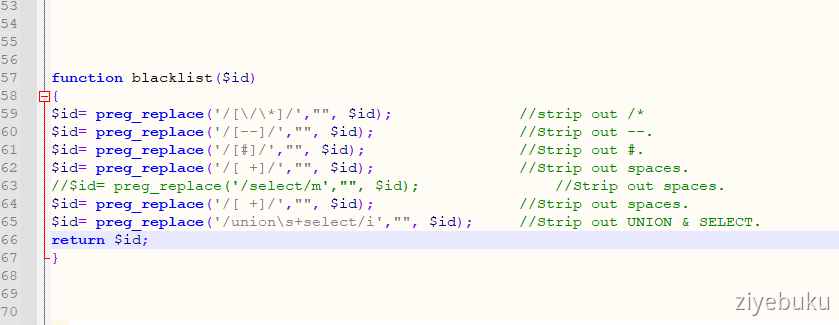 53
54
55
56
57 function blacklist($id)
58 {
59 $id= preg_replace('/[\/\*]/',"", $id); //strip out /*
60 $id= preg_replace('/[--]/',"", $id); //Strip out --.
61 $id= preg_replace('/[#]/',"", $id); //Strip out #.
62 $id= preg_replace('/[ +]/',"", $id); //Strip out spaces.
63 //$id= preg_replace('/select/m',"", $id); //Strip out spaces.
64 $id= preg_replace('/[ +]/',"", $id); //Strip out spaces.
65 $id= preg_replace('/union\s+select/i',"", $id); //Strip out UNION & SELECT.
66 return $id;
67 }
68
69
70
ziyebuku